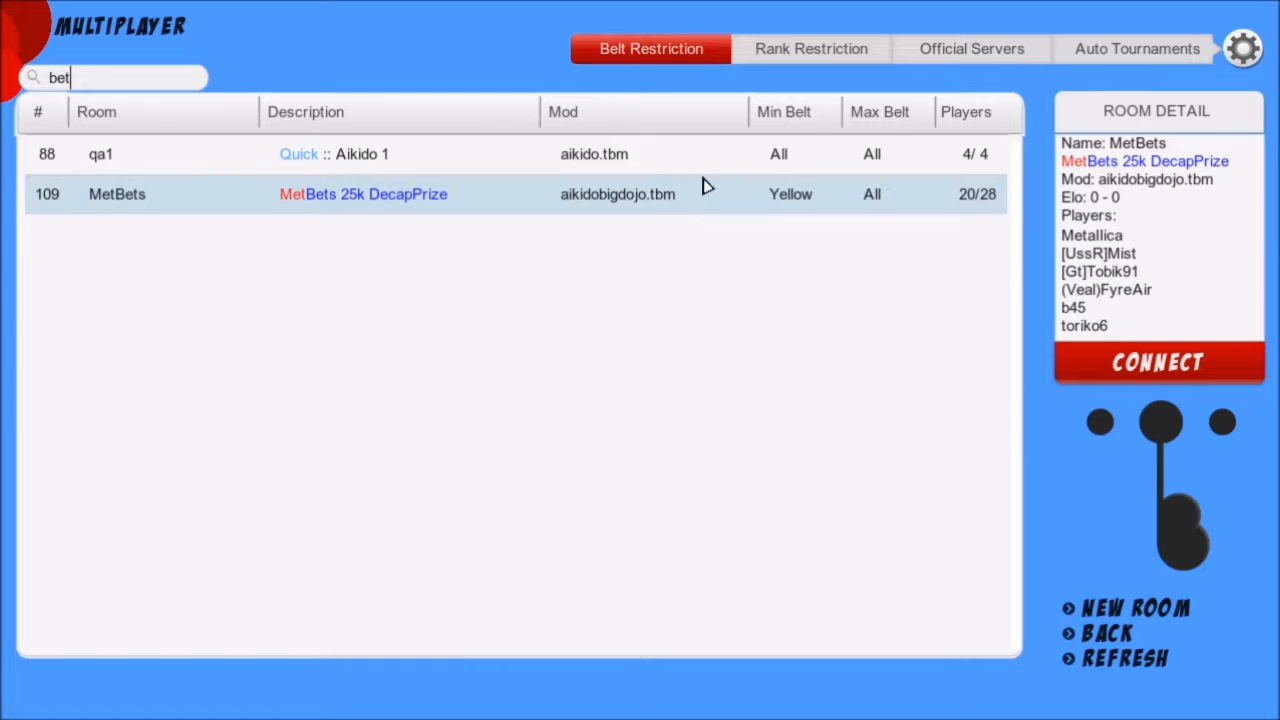 MULTIPLAYER
Belt Restriction Rank Restriction Official Servers Auto Tournaments
bet
# Room Description Mod Min Belt Max Belt Players
88 qa1 Quick :: Aikido 1 aikido.tbm All All 4/ 4
109 MetBets MetBets 25k DecapPrize aikidobigdojo.tbm Yellow All 20/28
ROOM DETAIL
Name: MetBets
MetBets 25k DecapPrize
Mod: aikidobigdojo.tbm
Elo: 0 - 0
Players:
Metallica
[UssR]Mist
[Gt]Tobik91
(Veal)FyreAir
b45
toriko6
CONNECT
NEW ROOM
BACK
REFRESH